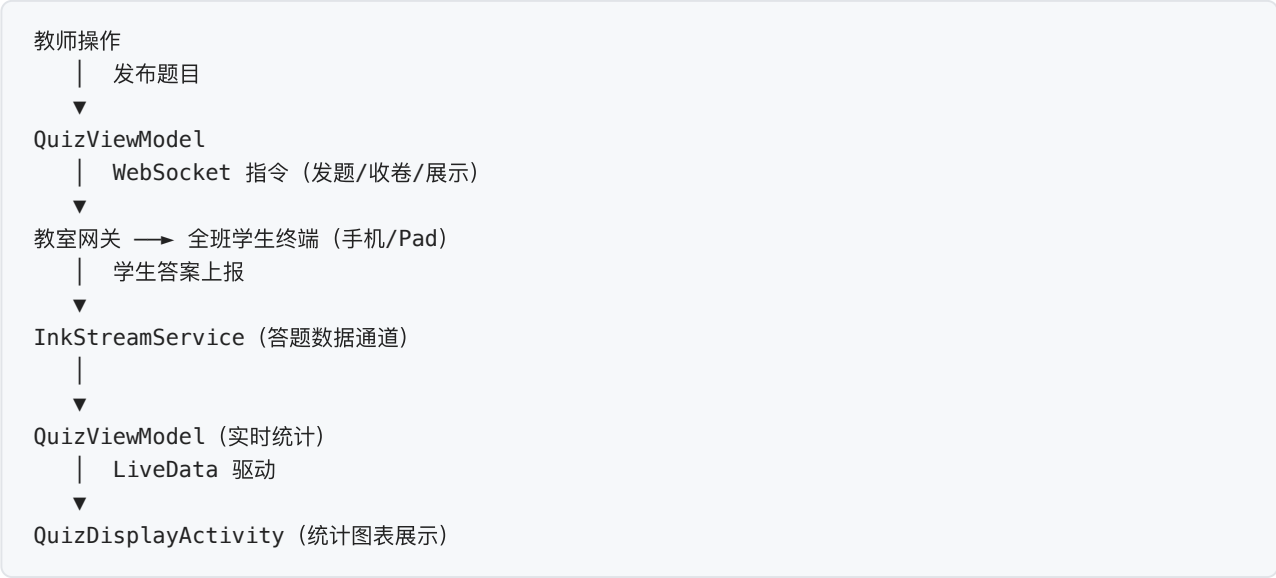 教师操作
│ 发布题目
▼
QuizViewModel
│ WebSocket 指令（发题/收卷/展示）
▼
教室网关 ──► 全班学生终端（手机/Pad）
│ 学生答案上报
▼
InkStreamService（答题数据通道）
│
▼
QuizViewModel（实时统计）
│ LiveData 驱动
▼
QuizDisplayActivity（统计图表展示）